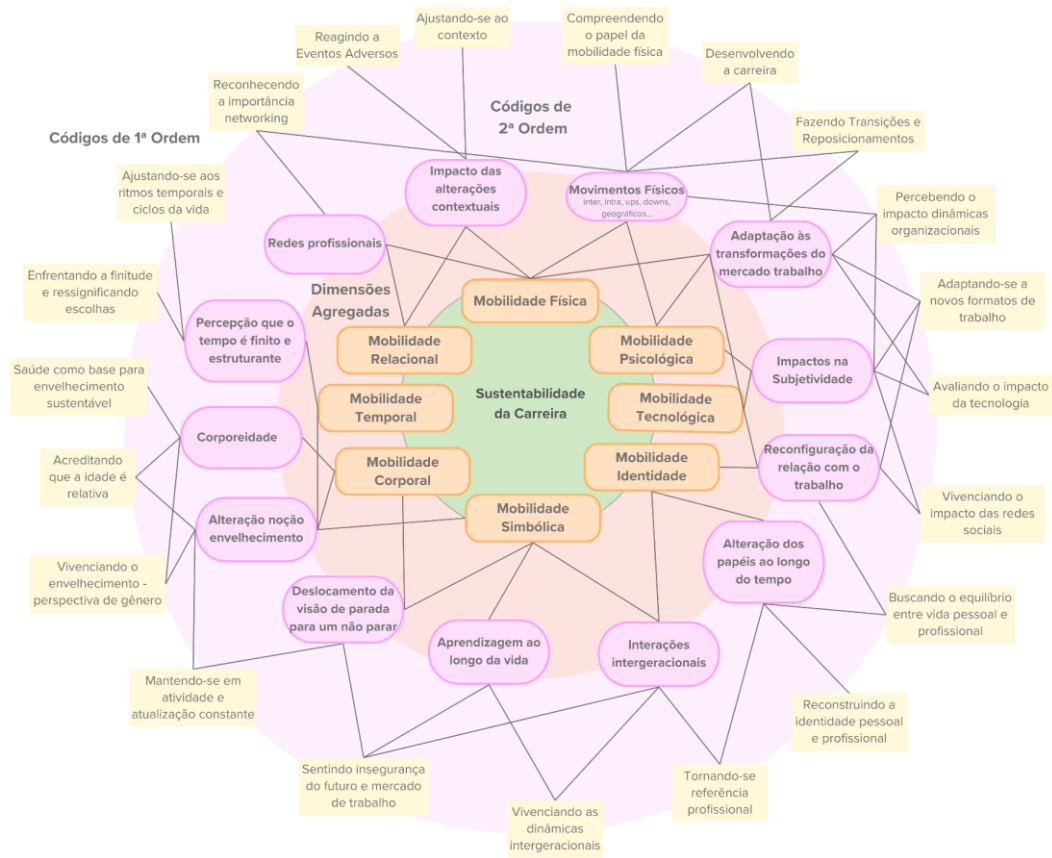 Ajustando-se ao
contexto
Compreendendo
o papel da
mobilidade física
Reagindo a
Eventos Adversos
Desenvolvendo
a carreira
Reconhecendo
a importância
networking
Códigos de
2ª Ordem
Códigos de 1ª Ordem
Fazendo Transições e
Reposicionamentos
Ajustando-se aos
ritmos temporais e
ciclos da vida
Impacto das
alterações
contextuais
Movimentos Físicos
inter, intra, ups, downs,
geográficos...
Percebendo o
impacto dinâmicas
organizacionais
Redes profissionais
Adaptação às
transformações do
mercado trabalho
Enfrentando a finitude
e ressignificando
escolhas
Dimensões
Agregadas
Mobilidade Física
Adaptando-se a
novos formatos de
trabalho
Percepção que o
tempo é finito e
estruturante
Mobilidade
Relacional
Mobilidade
Psicológica
Impactos na
Subjetividade
Saúde como base para
envelhecimento
sustentável
Sustentabilidade
da Carreira
Mobilidade
Temporal
Mobilidade
Tecnológica
Avaliando o impacto
da tecnologia
Corporeidade
Mobilidade
Corporal
Mobilidade
Identidade
Reconfiguração da
relação com o
trabalho
Acreditando
que a idade é
relativa
Alteração noção
envelhecimento
Mobilidade
Simbólica
Vivenciando o
impacto das redes
sociais
Alteração dos
papéis ao longo
do tempo
Vivenciando o
envelhecimento -
perspectiva de gênero
Deslocamento da
visão de parada
para um não parar
Buscando o equilíbrio
entre vida pessoal e
profissional
Aprendizagem ao
longo da vida
Interações
intergeracionais
Mantendo-se em
atividade e
atualização constante
Reconstruindo a
identidade pessoal
e profissional
Sentindo insegurança
do futuro e mercado
de trabalho
Tornando-se
referência
profissional
Vivenciando as
dinâmicas
intergeracionais